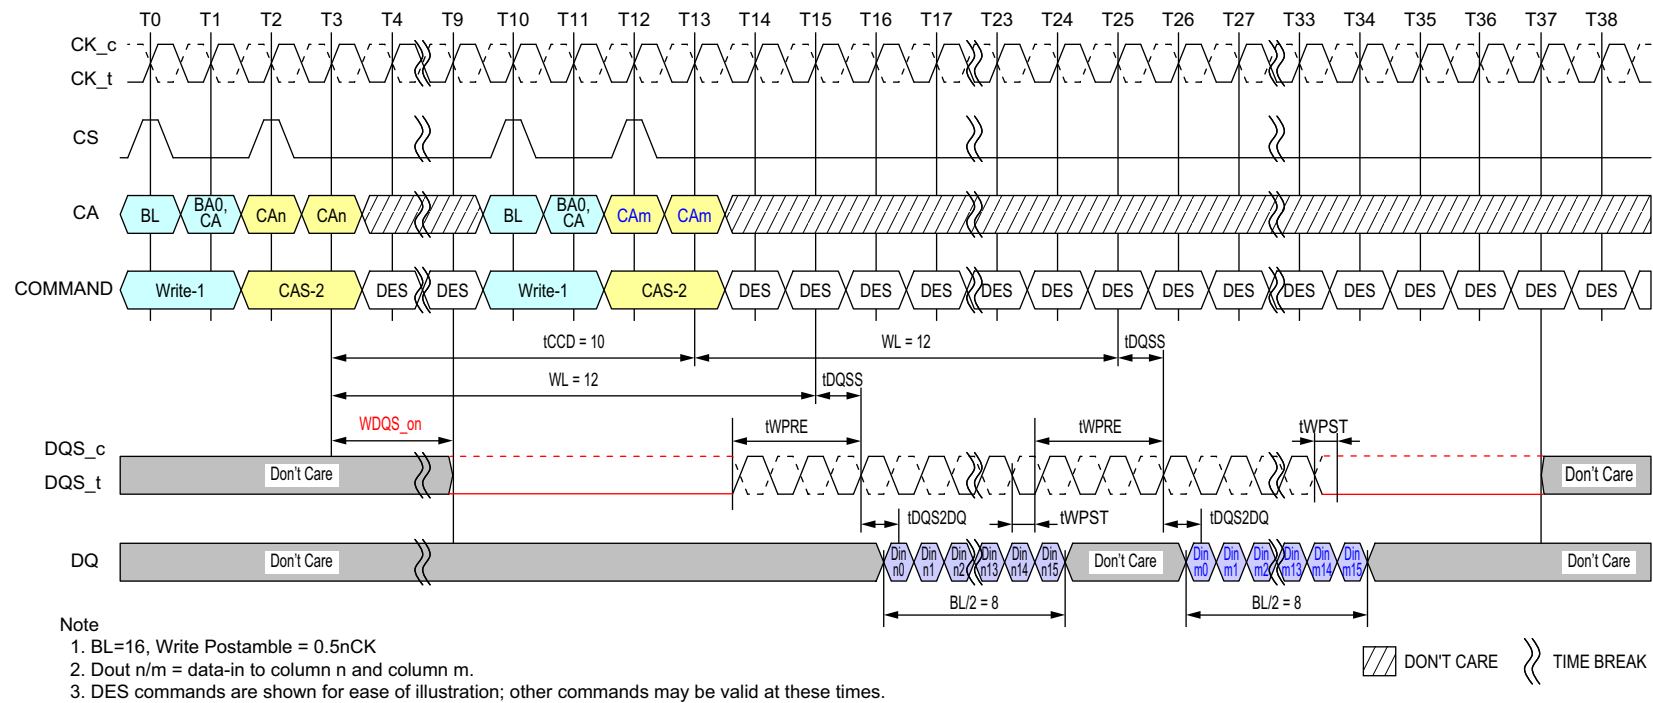 T0 T1 T2 T3 T4 T9 T10 T11 T12 T13 T14 T15 T16 T17 T23 T24 T25 T26 T27 T33 T34 T35 T36 T37 T38
CK_c
CK_t
CS
CA BL BA0, CA CAn CAn BL BA0, CA CAm CAm
COMMAND Write-1 CAS-2 DES DES Write-1 CAS-2 DES DES DES DES DES DES DES DES DES DES DES DES DES DES DES
tCCD = 10 WL = 12 tDQSS
WL = 12 tDQSS
WDQS_on tWPRE tWPRE tWPST
DQS_c
DQS_t Don't Care Don't Care
tDQS2DQ tWPST tDQS2DQ
DQ Don't Care Din n0 Din n1 Din n2 Din n13 Din n14 Din n15 Don't Care Din m0 Din m1 Din m2 Din m13 Din m14 Din m15 Don't Care
BL/2 = 8 BL/2 = 8
Note
1. BL=16, Write Postamble = 0.5nCK
2. Dout n/m = data-in to column n and column m.
3. DES commands are shown for ease of illustration; other commands may be valid at these times.
DON'T CARE TIME BREAK